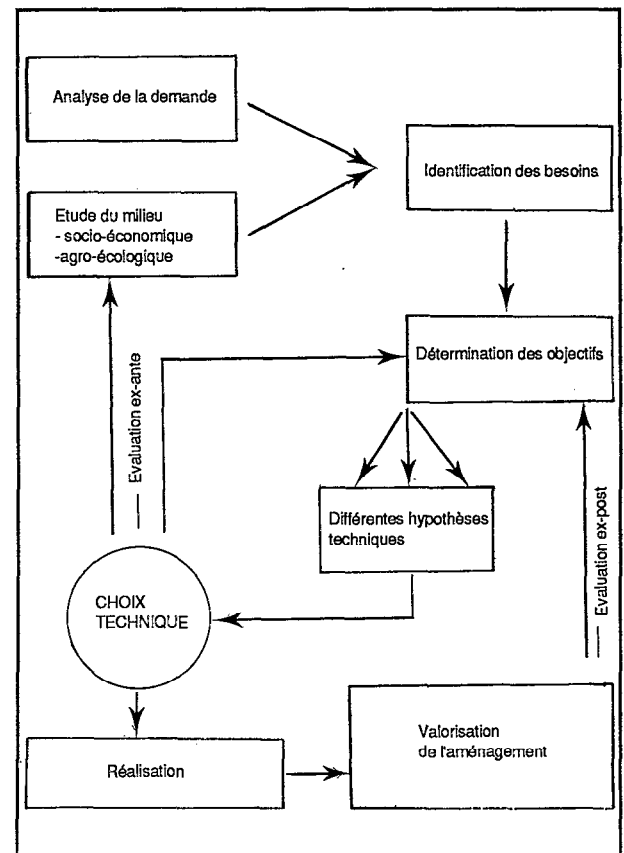 Analyse de la demande
Identification des besoins
Etude du milieu
- socio-économique
-agro-écologique
Détermination des objectifs
Evaluation ex-ante
Différentes hypothèses
techniques
Evaluation ex-post
CHOIX
TECHNIQUE
Valorisation
de l'aménagement
Réalisation